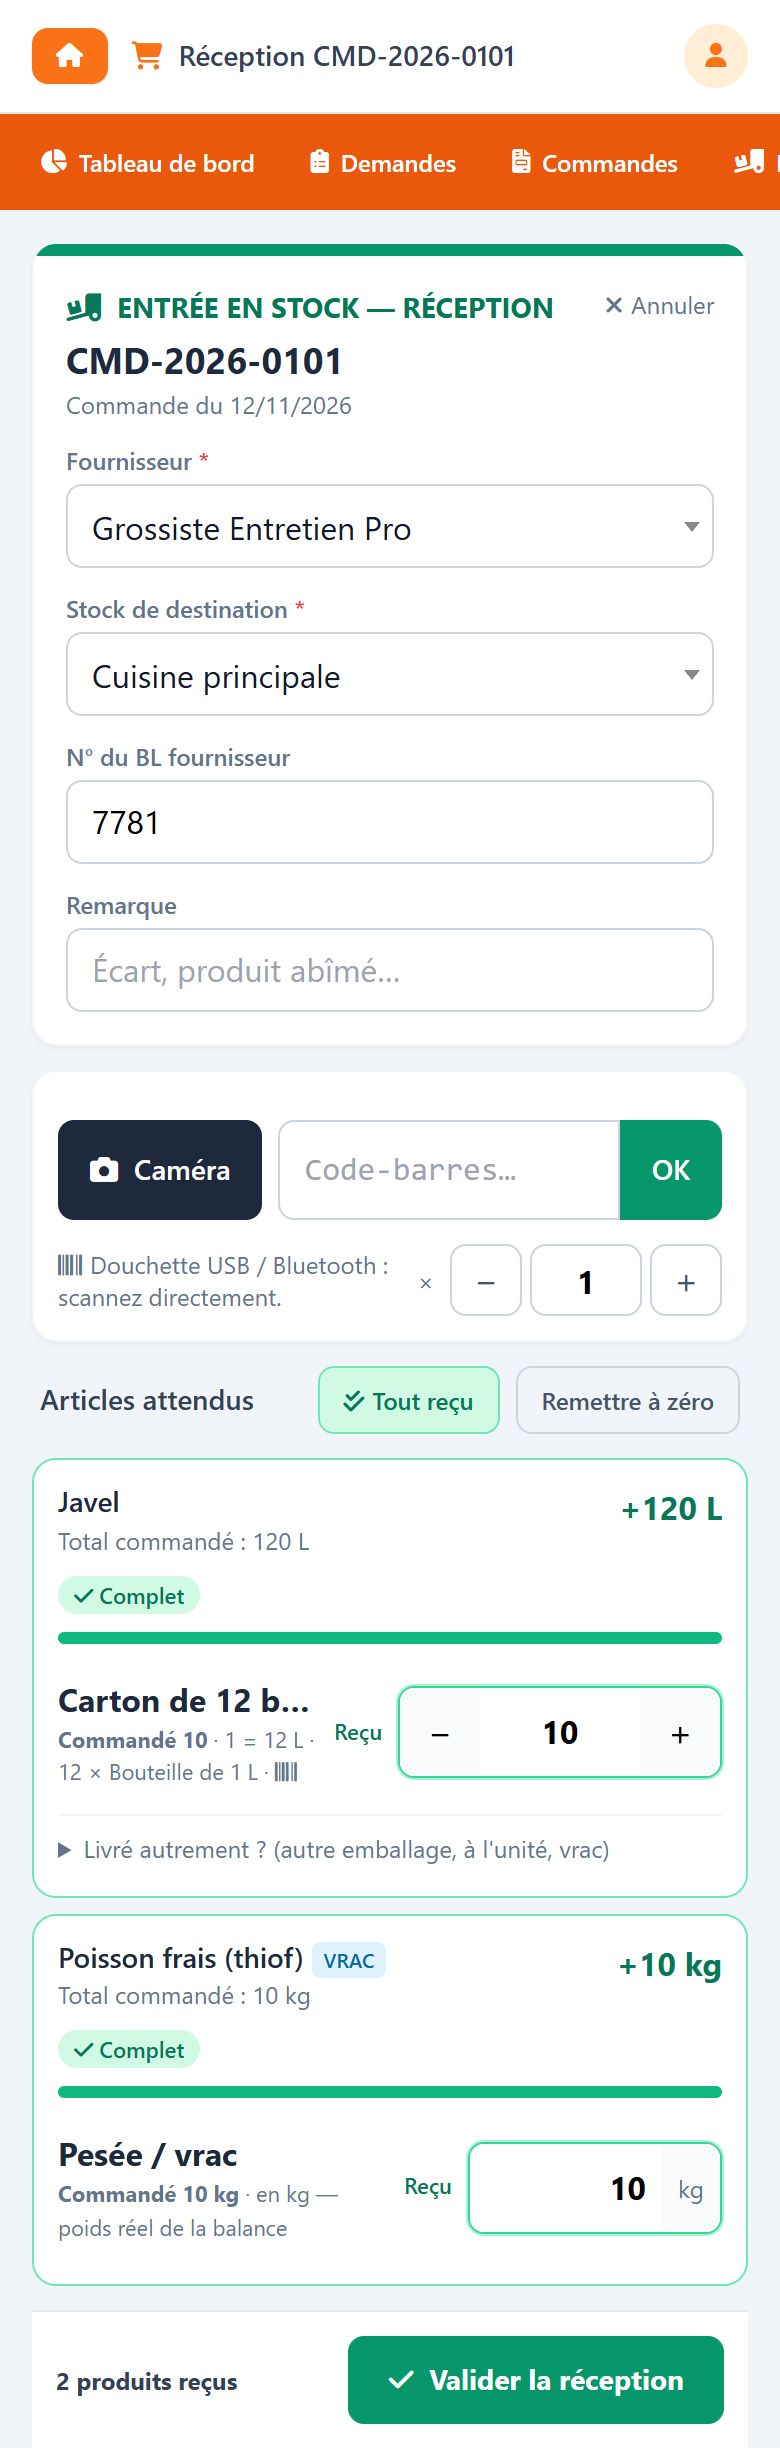 Réception CMD-2026-0101
Tableau de bord
Demandes
Commandes
ENTRÉE EN STOCK — RÉCEPTION
Annuler
CMD-2026-0101
Commande du 12/11/2026
Fournisseur *
Grossiste Entretien Pro
Stock de destination *
Cuisine principale
N° du BL fournisseur
7781
Remarque
Écart, produit abîmé…
Caméra
Code-barres…
OK
Douchette USB / Bluetooth :
scannez directement.
×
−
1
+
Articles attendus
Tout reçu
Remettre à zéro
Javel
+120 L
Total commandé : 120 L
Complet
Carton de 12 b…
Commandé 10 · 1 = 12 L ·
12 × Bouteille de 1 L ·
Reçu
−
10
+
Livré autrement ? (autre emballage, à l'unité, vrac)
Poisson frais (thiof)
VRAC
+10 kg
Total commandé : 10 kg
Complet
Pesée / vrac
Commandé 10 kg · en kg —
poids réel de la balance
Reçu
10
kg
2 produits reçus
Valider la réception